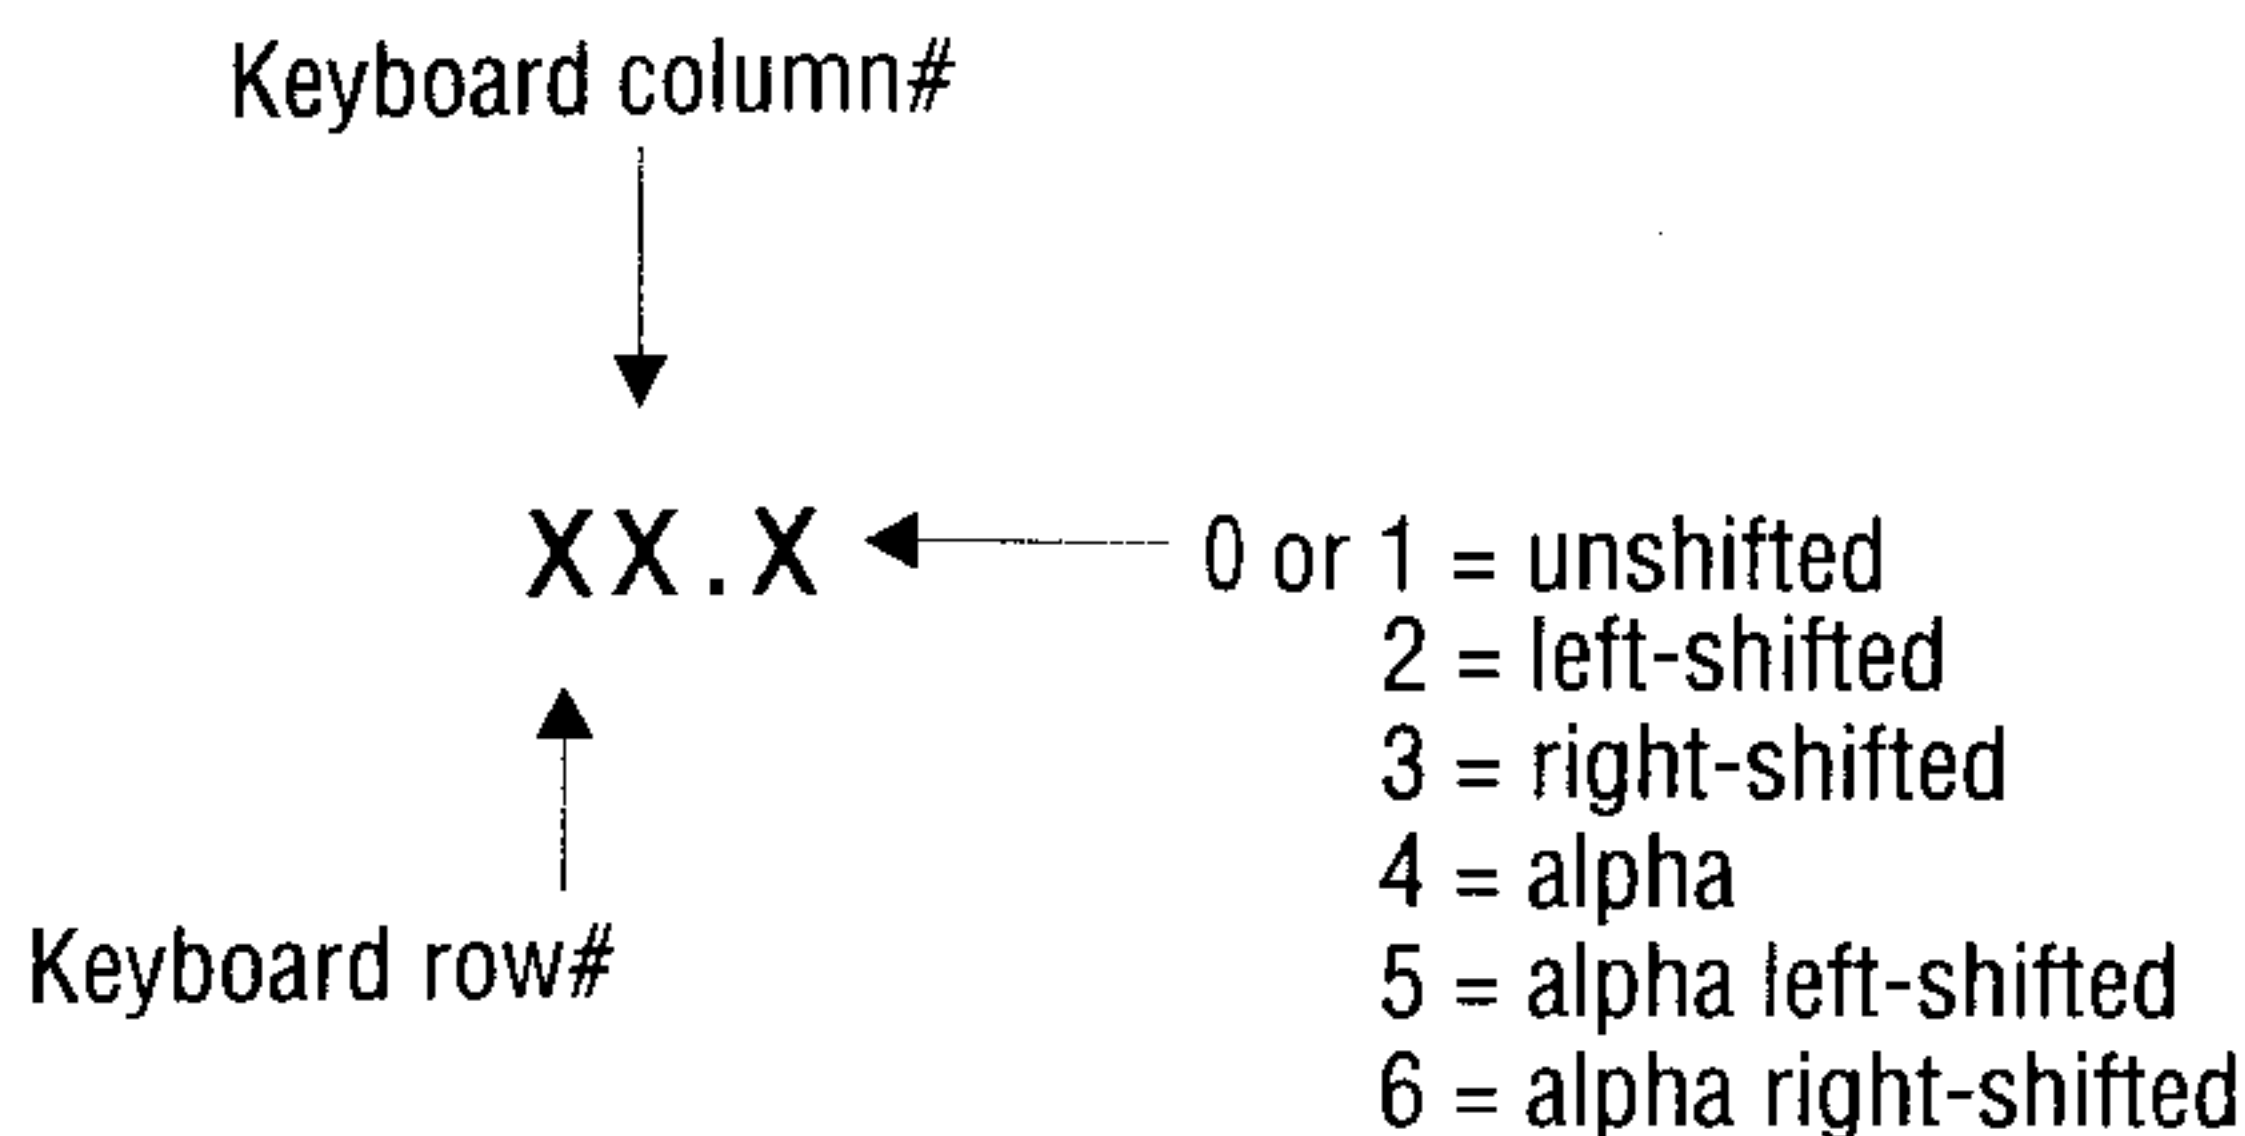 Keyboard column#
XX.X
0 or 1 = unshifted
2 = left-shifted
3 = right-shifted
4 = alpha
Keyboard row#
5 = alpha left-shifted
6 = alpha right-shifted